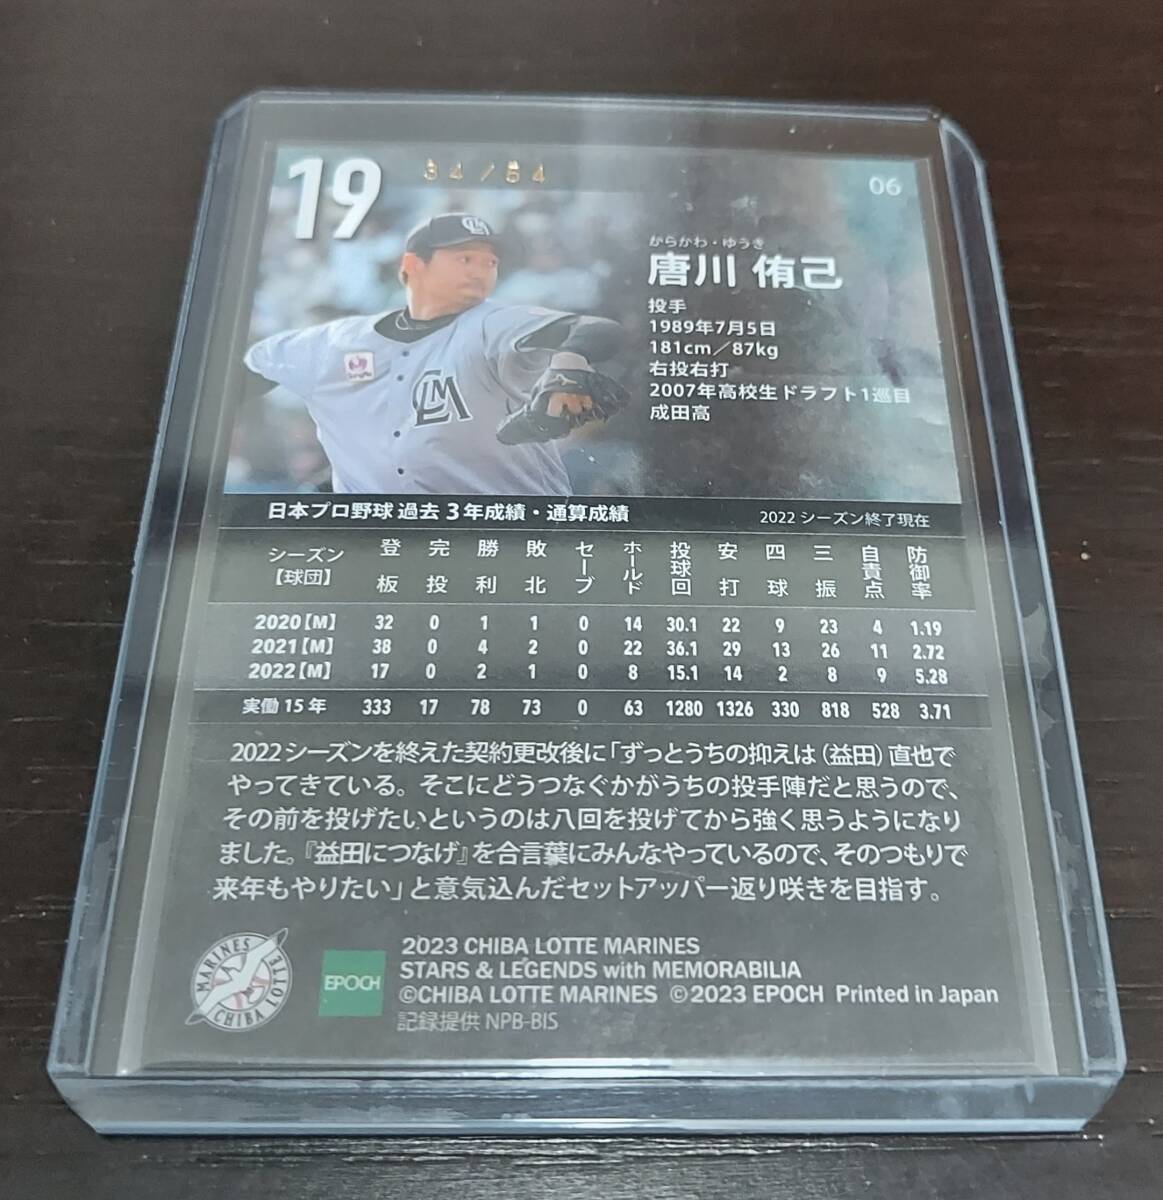 19
34/54
06
からかわ・ゆうき
唐川 侑己
投手
1989年7月5日
181cm/87kg
右投右打
2007年高校生ドラフト1巡目
成田高
日本プロ野球 過去3年成績・通算成績 2022シーズン終了現在
シーズン【球団】 登板 完投 勝利 敗北 セーブ ホールド 投球回 安打 四球 三振 自責点 防御率
2020【M】 32 0 1 1 0 14 30.1 22 9 23 4 1.19
2021【M】 38 0 4 2 0 22 36.1 29 13 26 11 2.72
2022【M】 17 0 2 1 0 8 15.1 14 2 8 9 5.28
実働15年 333 17 78 73 0 63 1280 1326 330 818 528 3.71
2022シーズンを終えた契約更改後に「ずっとうちの抑えは(益田)直也で
やってきている。そこにどうつなぐかがうちの投手陣だと思うので、
その前を投げたいというのは八回を投げてから強く思うようになり
ました。『益田につなげ』を合言葉にみんなやっているので、そのつもりで
来年もやりたい」と意気込んだセットアッパー返り咲きを目指す。
MARINES
CHIBA LOTTE
EPOCH
2023 CHIBA LOTTE MARINES
STARS & LEGENDS with MEMORABILIA
©CHIBA LOTTE MARINES ©2023 EPOCH Printed in Japan
記録提供 NPB-BIS